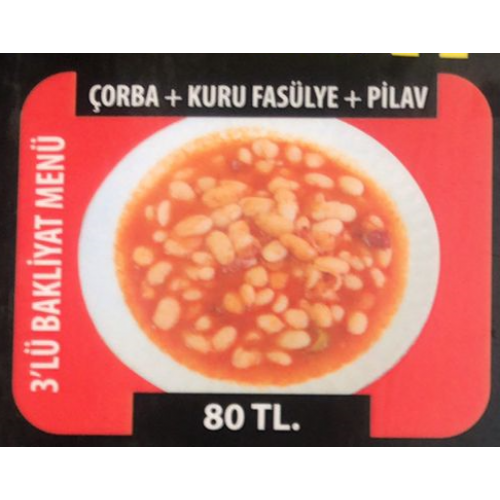 ÇORBA + KURU FASÜLYE + PİLAV
3'LÜ BAKLİYAT MENÜ
80 TL.